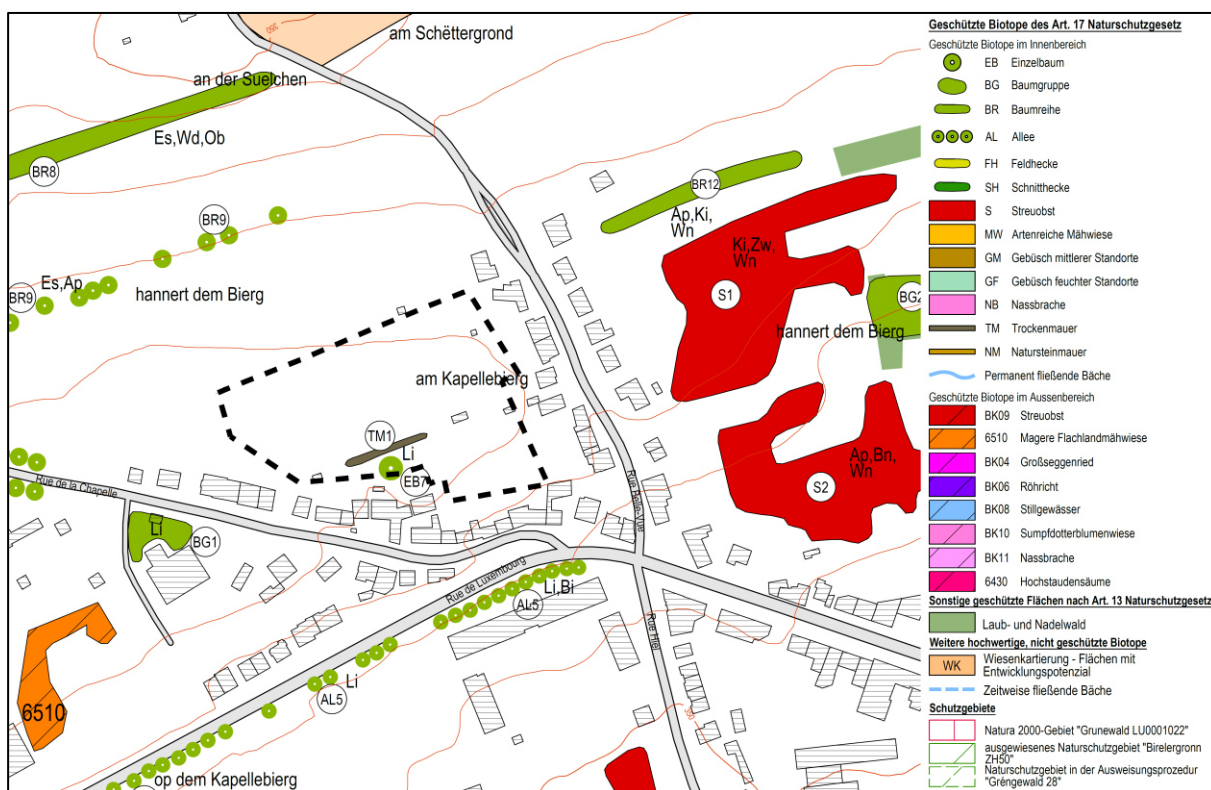 350
am Schëttergrond
an der Suelchen
Es,Wd,Ob
BR8
BR9
BR12
Ap,Ki,
Wn
Ki,Zw,
Wn
S1
BG2
Es,Ap
BR9
hannert dem Bierg
hannert dem Bierg
am Kapellebierg
TM1
Li
EB7
Ap,Bn,
Wn
S2
Rue de la Chapelle
Rue Belle-Vue
Li
BG1
Rue de Luxembourg
Li,Bi
AL5
Rue Hiel
Li
AL5
6510
350
op dem Kapellebierg
Geschützte Biotope des Art. 17 Naturschutzgesetz
Geschützte Biotope im Innenbereich
EB Einzelbaum
BG Baumgruppe
BR Baumreihe
AL Allee
FH Feldhecke
SH Schnitthecke
S Streuobst
MW Artenreiche Mähwiese
GM Gebüsch mittlerer Standorte
GF Gebüsch feuchter Standorte
NB Nassbrache
TM Trockenmauer
NM Natursteinmauer
Permanent fließende Bäche
Geschützte Biotope im Aussenbereich
BK09 Streuobst
6510 Magere Flachlandmähwiese
BK04 Großseggenried
BK06 Röhricht
BK08 Stillgewässer
BK10 Sumpfdotterblumenwiese
BK11 Nassbrache
6430 Hochstaudensäume
Sonstige geschützte Flächen nach Art. 13 Naturschutzgesetz
Laub- und Nadelwald
Weitere hochwertige, nicht geschützte Biotope
WK Wiesenkartierung - Flächen mit
Entwicklungspotenzial
Zeitweise fließende Bäche
Schutzgebiete
Natura 2000-Gebiet "Grunewald LU0001022"
ausgewiesenes Naturschutzgebiet "Birelergronn
ZH50"
Naturschutzgebiet in der Ausweisungsprozedur
"Gréngewald 28"